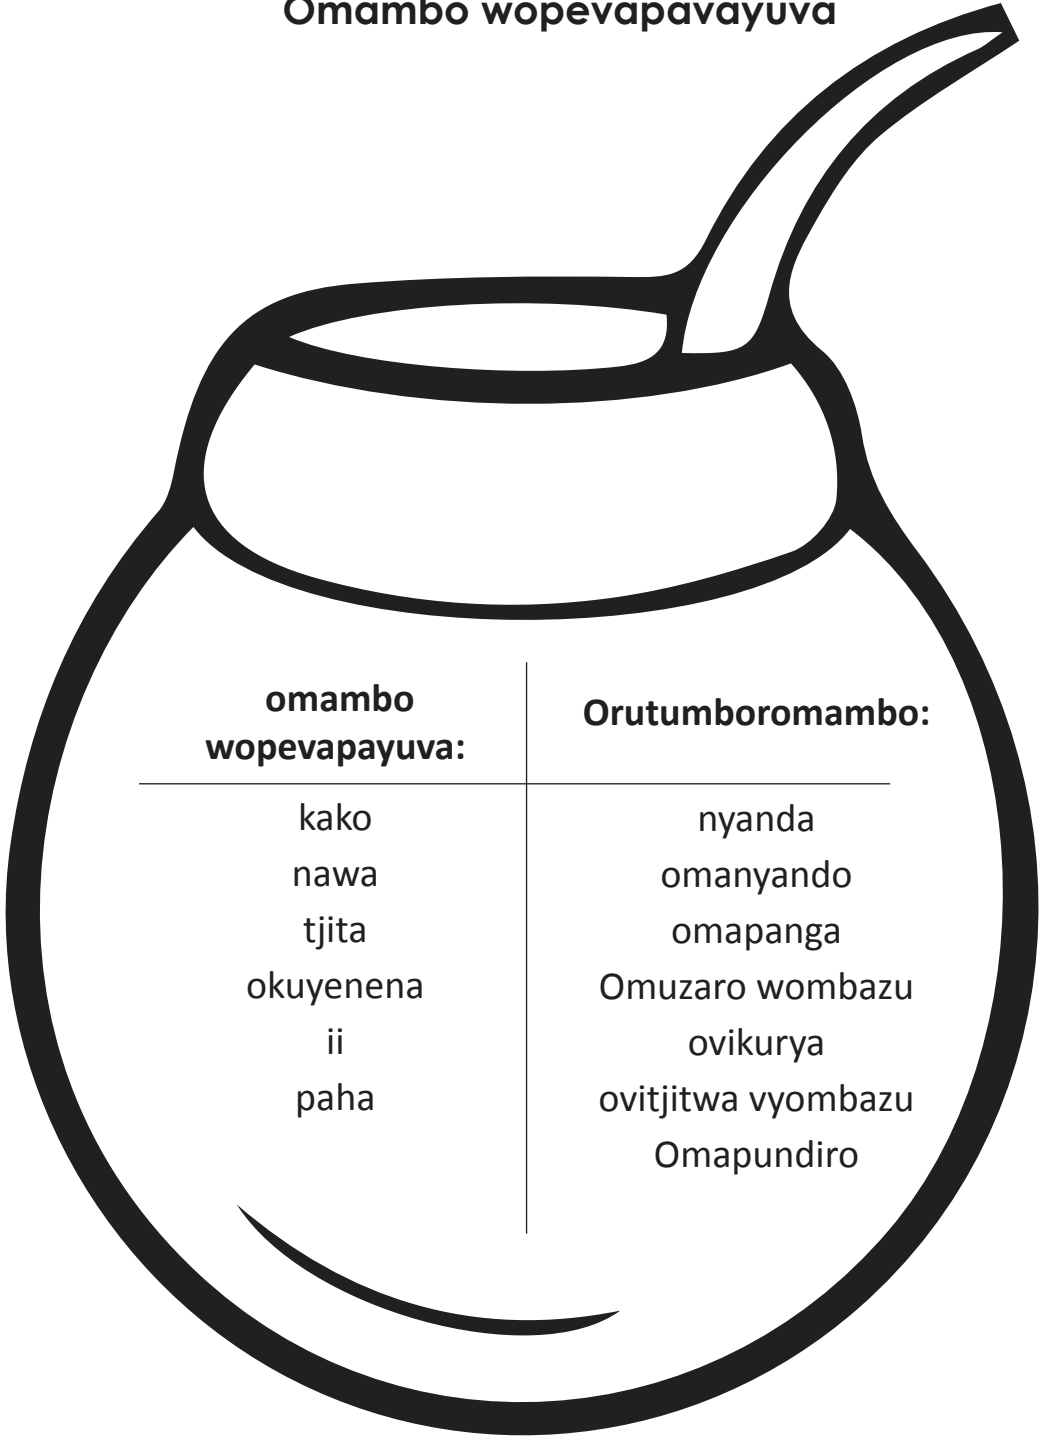 Omambo wopevapavayuva
omambo
wopevapayuva:
Orutumboromambo:
kako
nyanda
nawa
omanyando
tjita
omapanga
okuyenena
Omuzaro wombazu
ii
ovikurya
paha
ovitjitwa vyombazu
Omapundiro